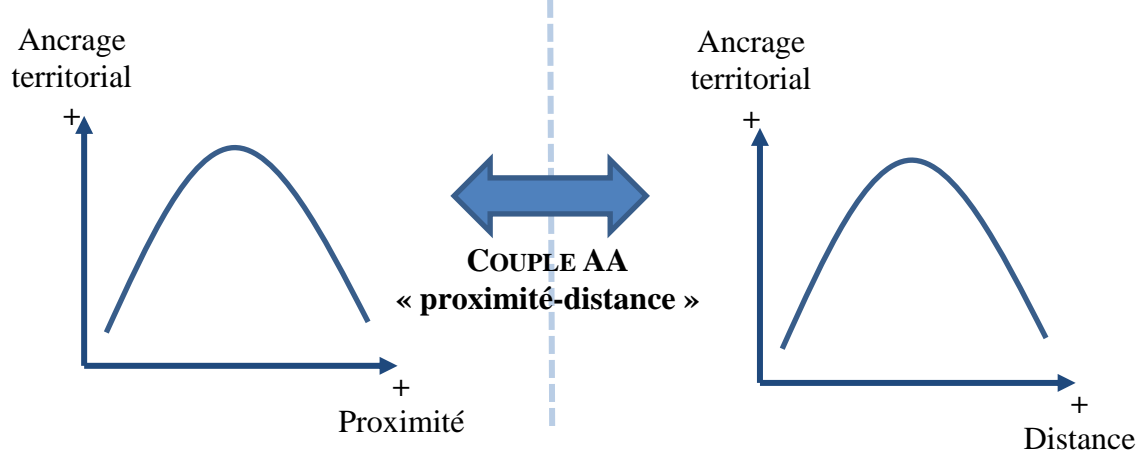 Ancrage
territorial
+
+
Proximité
COUPLE AA
« proximité-distance »
Ancrage
territorial
+
+
Distance